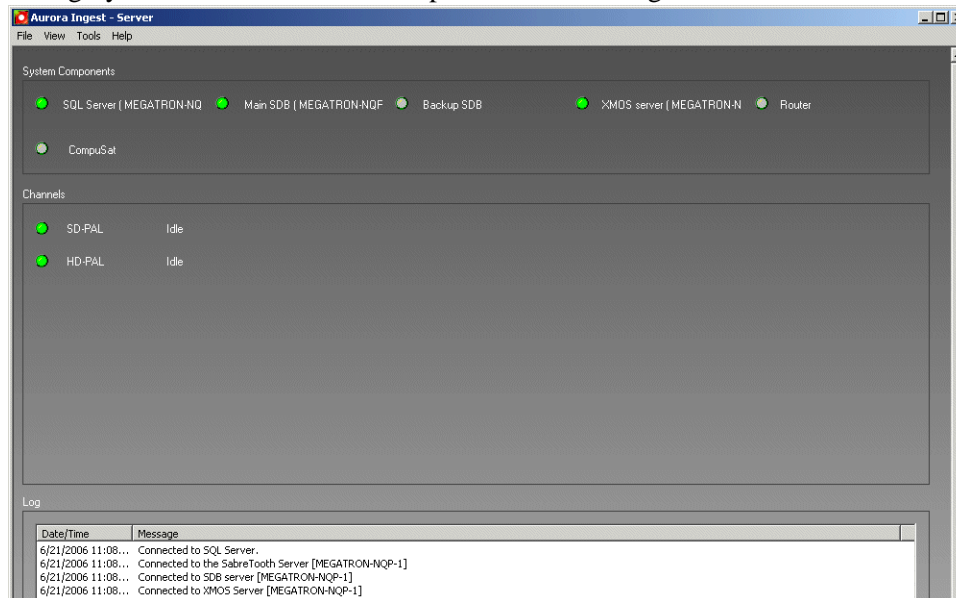 Aurora Ingest - Server
File View Tools Help
System Components
SQL Server ( MEGATRON-NQ Main SDB ( MEGATRON-NQF Backup SDB XMOS server ( MEGATRON-N Router
CompuSat
Channels
SD-PAL Idle
HD-PAL Idle
Log
Date/Time Message
6/21/2006 11:08... Connected to SQL Server.
6/21/2006 11:08... Connected to the SabreTooth Server [MEGATRON-NQP-1]
6/21/2006 11:08... Connected to SDB server [MEGATRON-NQP-1]
6/21/2006 11:08... Connected to XMOS Server [MEGATRON-NQP-1]